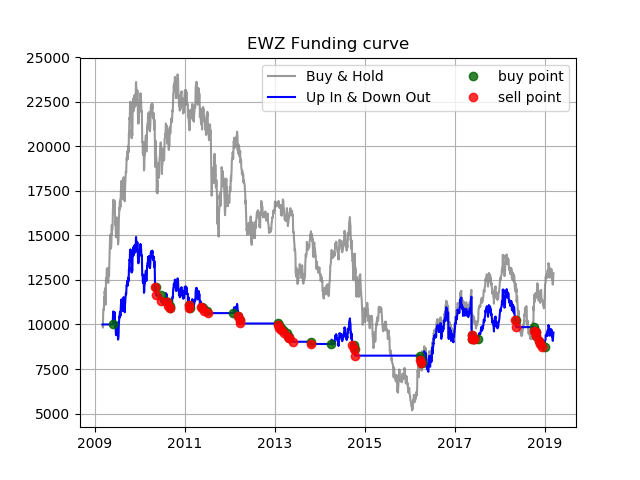 EWZ Funding curve
Buy & Hold
Up In & Down Out
buy point
sell point
25000
22500
20000
17500
15000
12500
10000
7500
5000
2009 2011 2013 2015 2017 2019